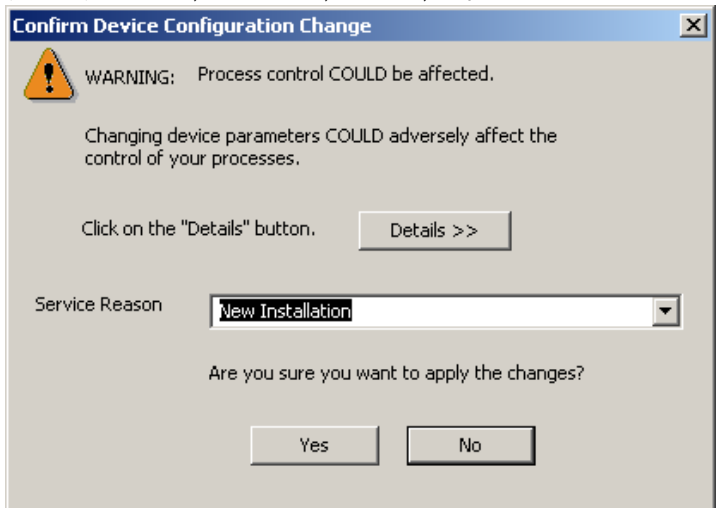 Confirm Device Configuration Change
WARNING: Process control COULD be affected.
Changing device parameters COULD adversely affect the
control of your processes.
Click on the "Details" button. Details >>
Service Reason New Installation
Are you sure you want to apply the changes?
Yes No